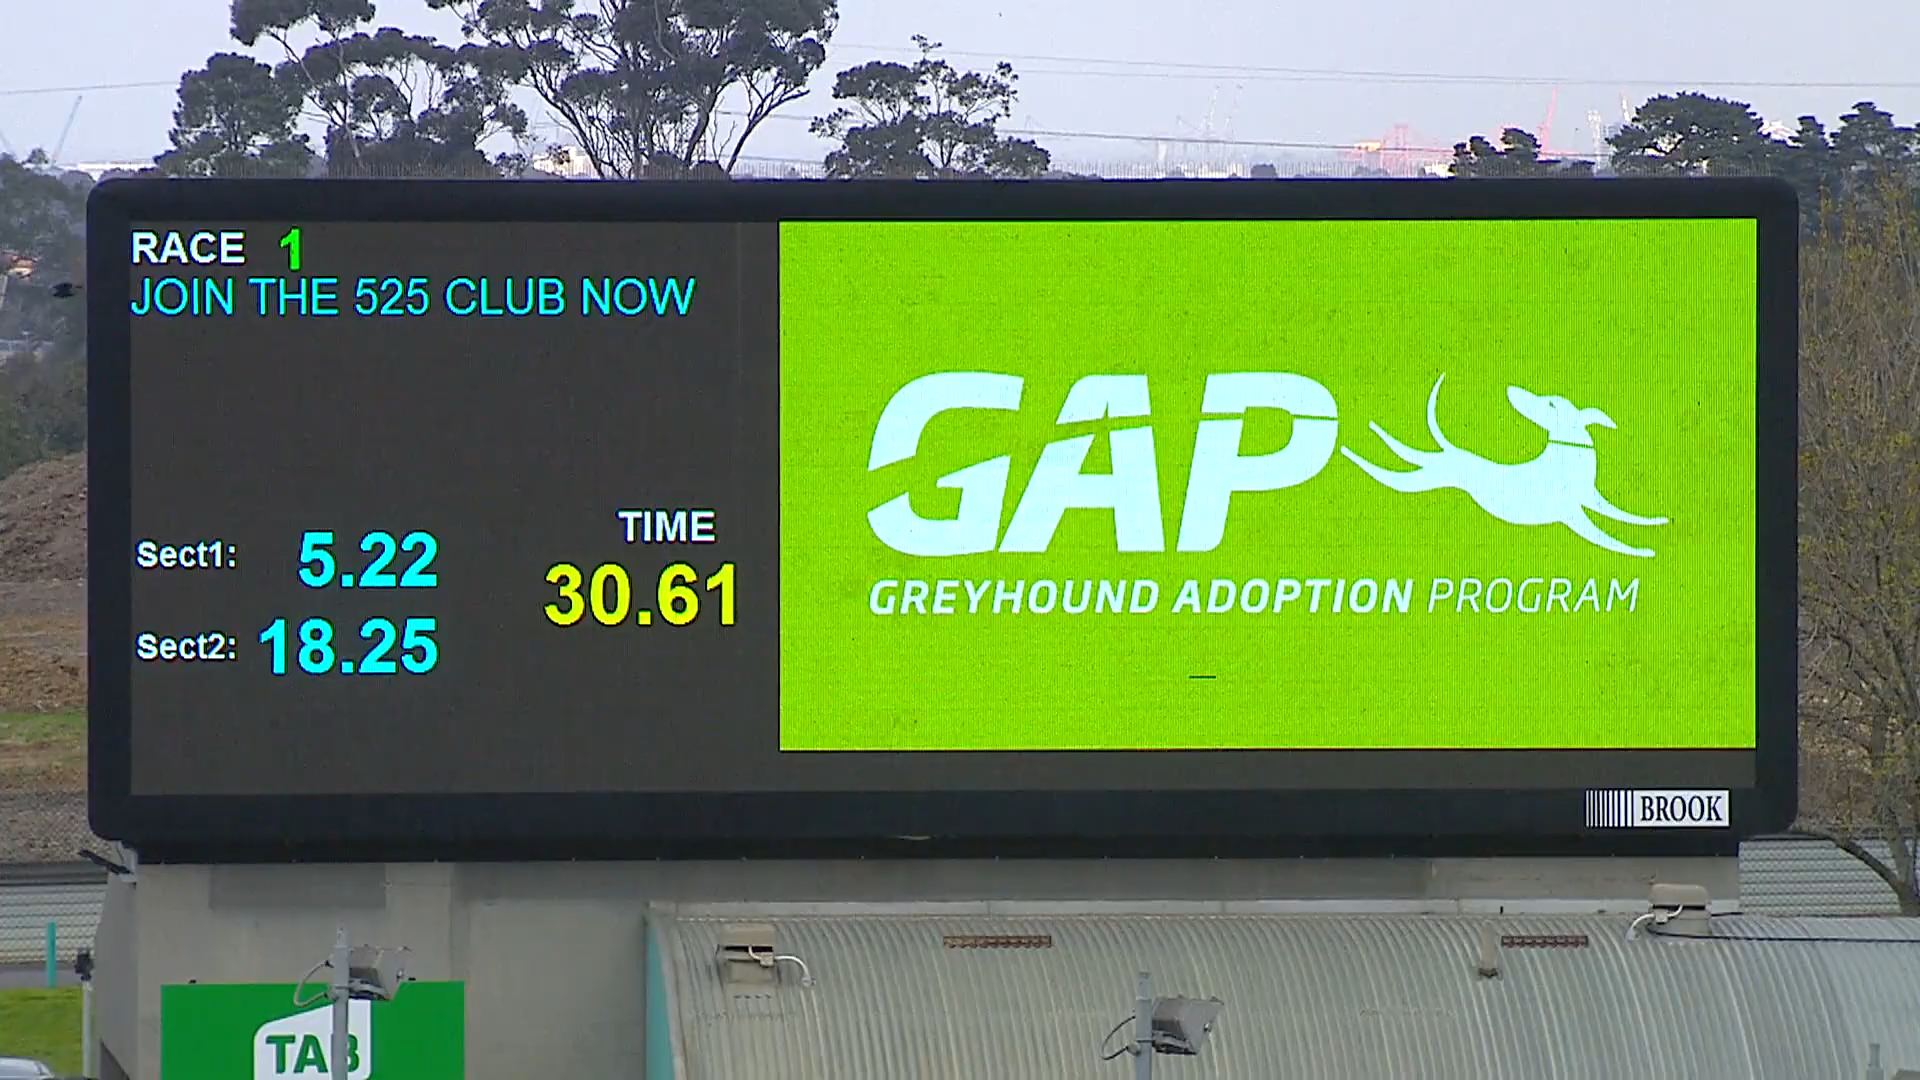 RACE 1
JOIN THE 525 CLUB NOW
Sect1: 5.22
Sect2: 18.25
TIME
30.61
GAP
GREYHOUND ADOPTION PROGRAM
BROOK
TAB